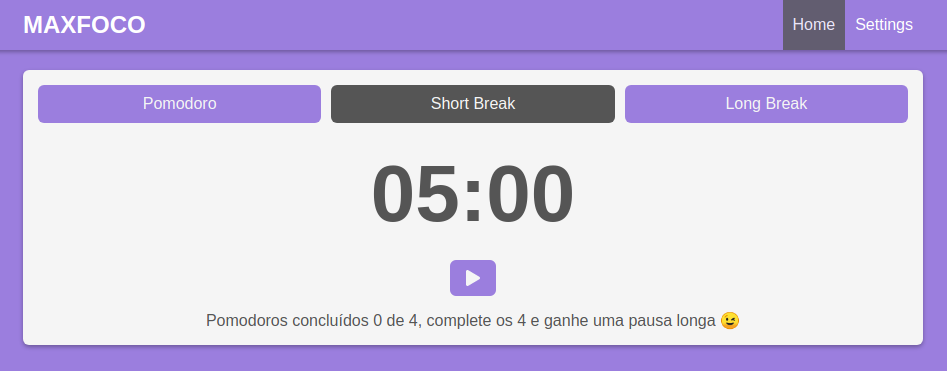 MAXFOCO
Home Settings
Pomodoro Short Break Long Break
05:00
Pomodoros concluídos 0 de 4, complete os 4 e ganhe uma pausa longa 😉